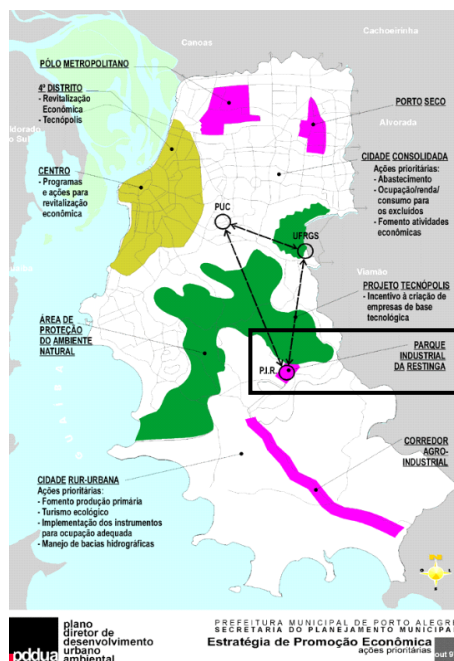 Cachoeirinha
Canoas
PÓLO METROPOLITANO
4º DISTRITO
- Revitalização
Econômica
- Tecnópolis
PORTO SECO
Alvorada
CIDADE CONSOLIDADA
Ações prioritárias:
- Abastecimento
- Ocupação/renda/
consumo para
os excluídos
- Fomento atividades
econômicas
CENTRO
- Programas
e ações para
revitalização
econômica
PUC
UFRGS
Viamão
PROJETO TECNÓPOLIS
- Incentivo à criação de
empresas de base
tecnológica
ÁREA DE
PROTEÇÃO
DO AMBIENTE
NATURAL
PARQUE
INDUSTRIAL
DA RESTINGA
P.I.R.
CORREDOR
AGRO-
INDUSTRIAL
CIDADE RUR-URBANA
Ações prioritárias:
- Fomento produção primária
- Turismo ecológico
- Implementação dos instrumentos
para ocupação adequada
- Manejo de bacias hidrográficas
pddua
plano
diretor de
desenvolvimento
urbano
ambiental
PREFEITURA MUNICIPAL DE PORTO ALEGRE
SECRETARIA DO PLANEJAMENTO MUNICIPAL
Estratégia de Promoção Econômica
ações prioritárias
out 9